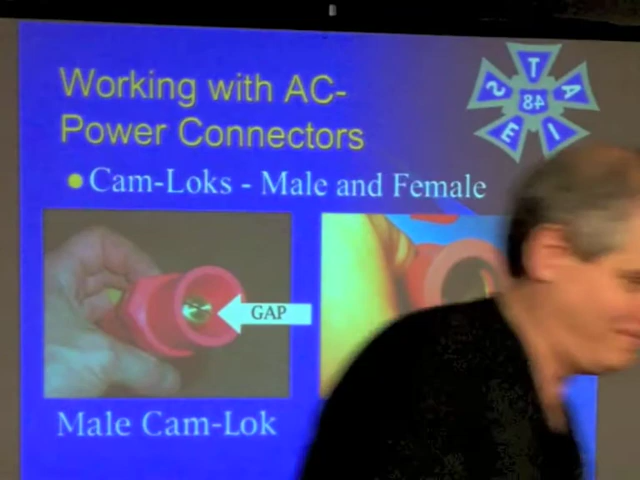 Working with AC-
Power Connectors
Cam-Loks - Male and Female
GAP
Male Cam-Lok
T
S
A
48
E
I